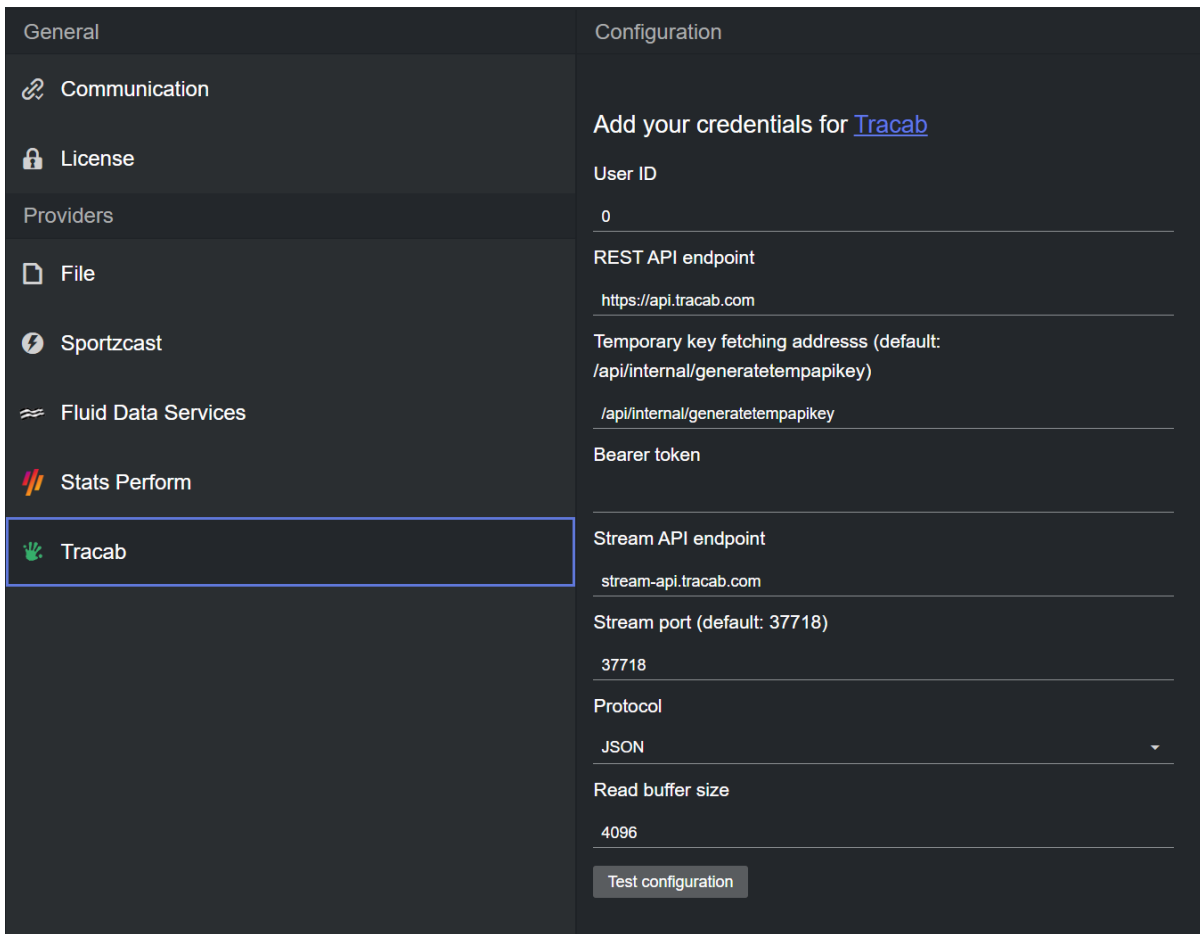 General
Communication
License
Providers
File
Sportzcast
Fluid Data Services
Stats Perform
Tracab
Configuration
Add your credentials for Tracab
User ID
0
REST API endpoint
https://api.tracab.com
Temporary key fetching addresss (default:
/api/internal/generatetempapikey)
/api/internal/generatetempapikey
Bearer token
Stream API endpoint
stream-api.tracab.com
Stream port (default: 37718)
37718
Protocol
JSON
Read buffer size
4096
Test configuration